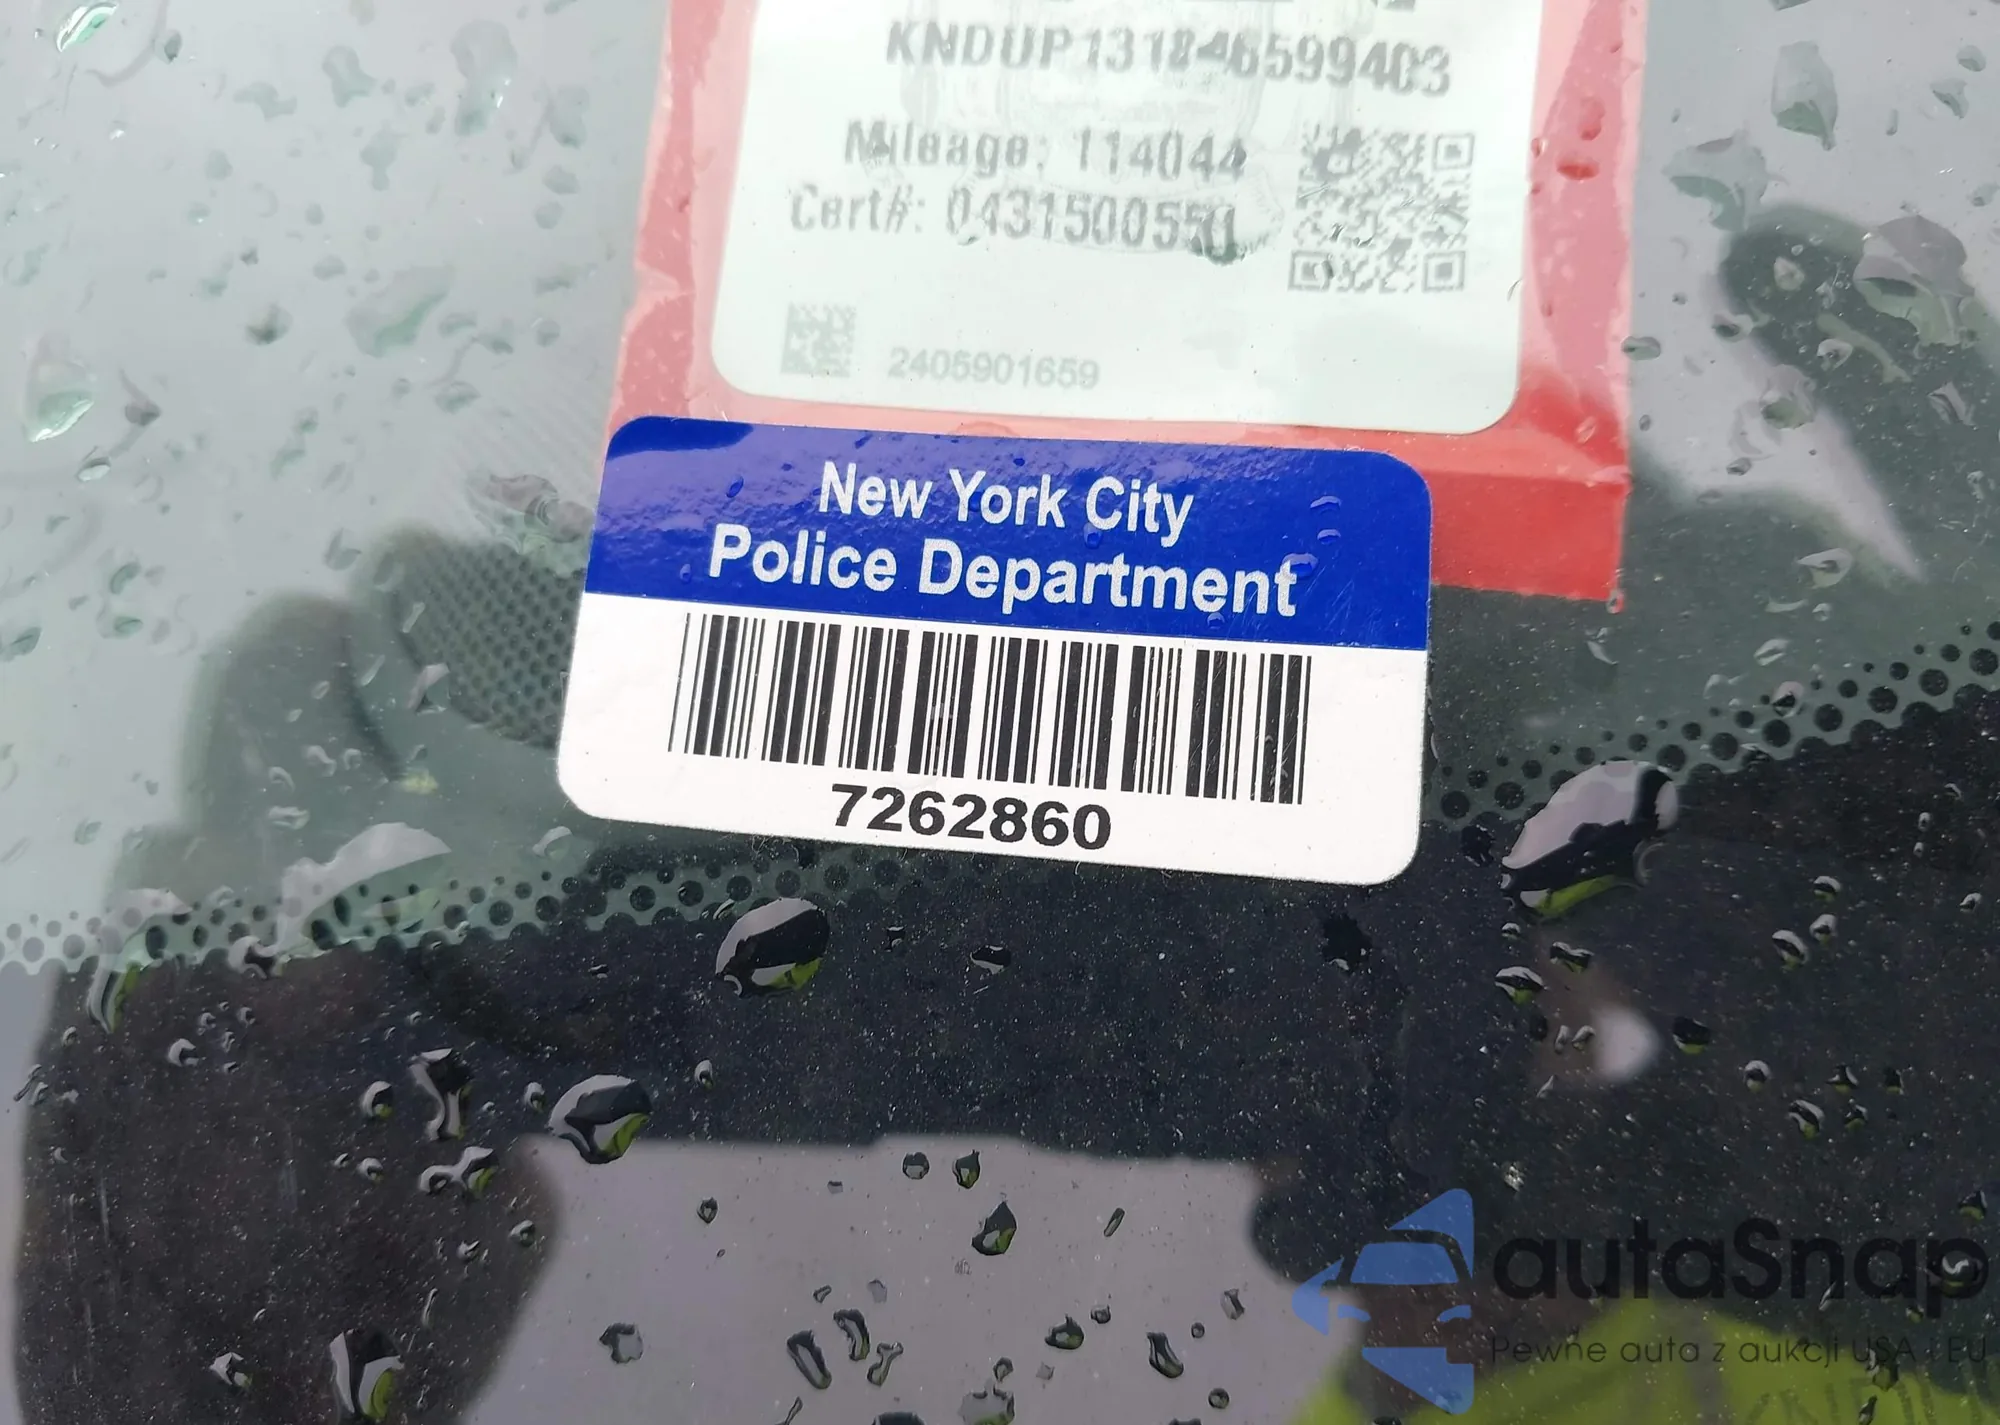 KNDUP131846599403
Mileage: 114044
Cert#: 0431500550
2405901659
New York City
Police Department
7262860
autaSnap
Pewne auta z aukcji USA i EU